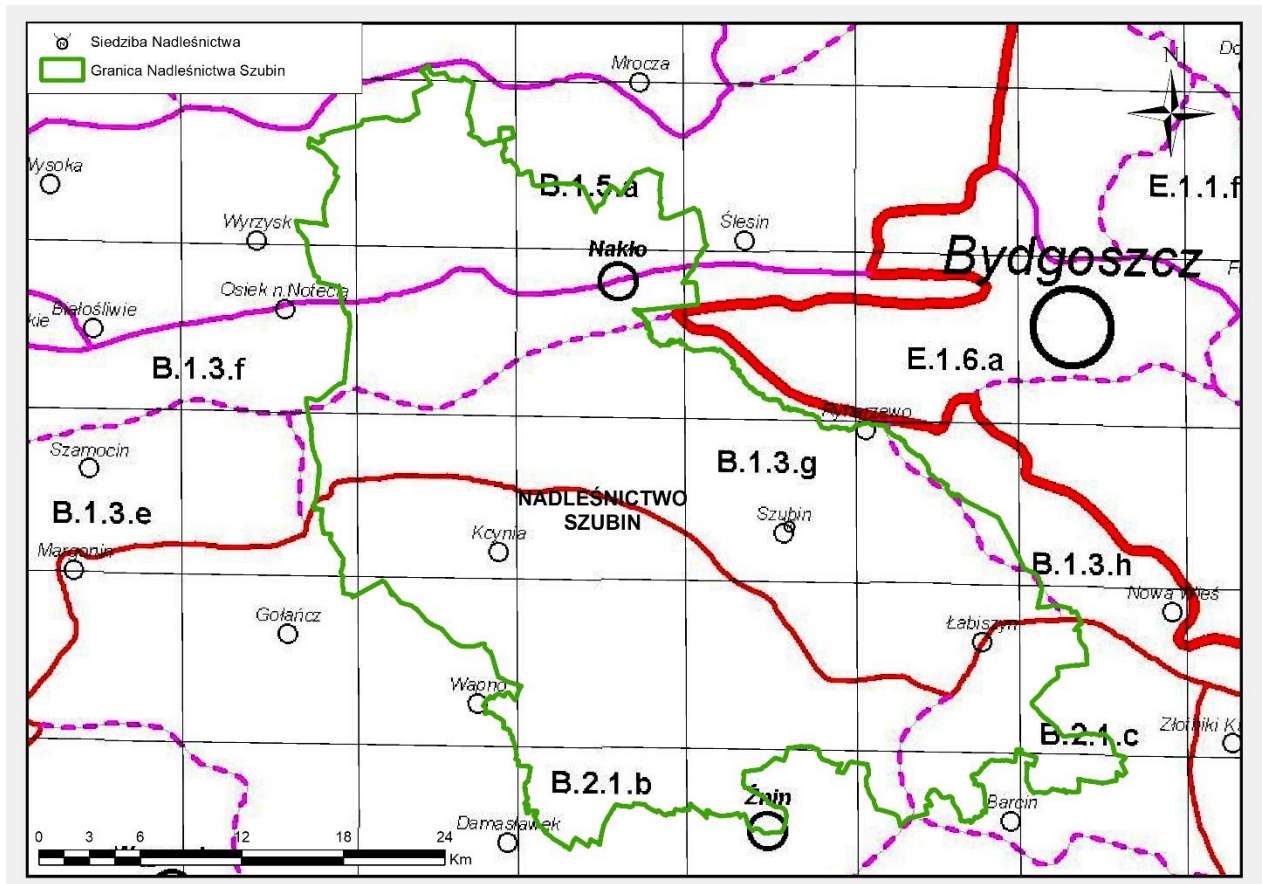 Siedziba Nadleśnictwa
Granica Nadleśnictwa Szubin
Mrocza
N
Wysoka
B.1.5.a
E.1.1.f
Wyrzysk
Ślesin
Nakło
Bydgoszcz
Osiek n.Notecią
Białośliwie
B.1.3.f
E.1.6.a
Rynarzewo
Szamocin
B.1.3.g
B.1.3.e
NADLEŚNICTWO
SZUBIN
Szubin
Kcynia
Margonin
B.1.3.h
Nowa Wieś
Gołańcz
Łabiszyn
Wapno
B.2.1.c
Złotniki K
B.2.1.b
Żnin
Barcin
Damasławek
0 3 6 12 18 24
Km